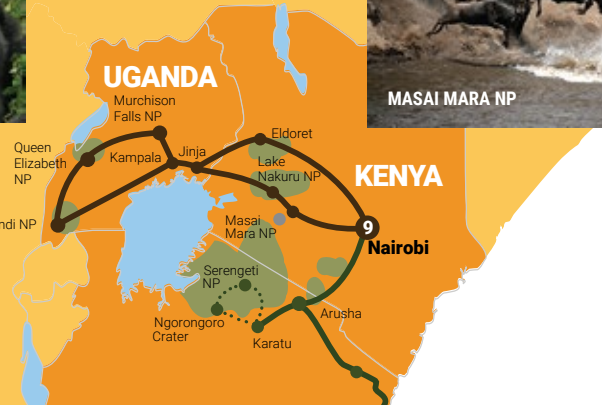 MASAI MARA NP
UGANDA
Murchison
Falls NP
Queen
Elizabeth
NP
Kampala
Jinja
Eldoret
Lake
Nakuru NP
KENYA
ndi NP
Masai
Mara NP
9
Nairobi
Serengeti
NP
Ngorongoro
Crater
Karatu
Arusha